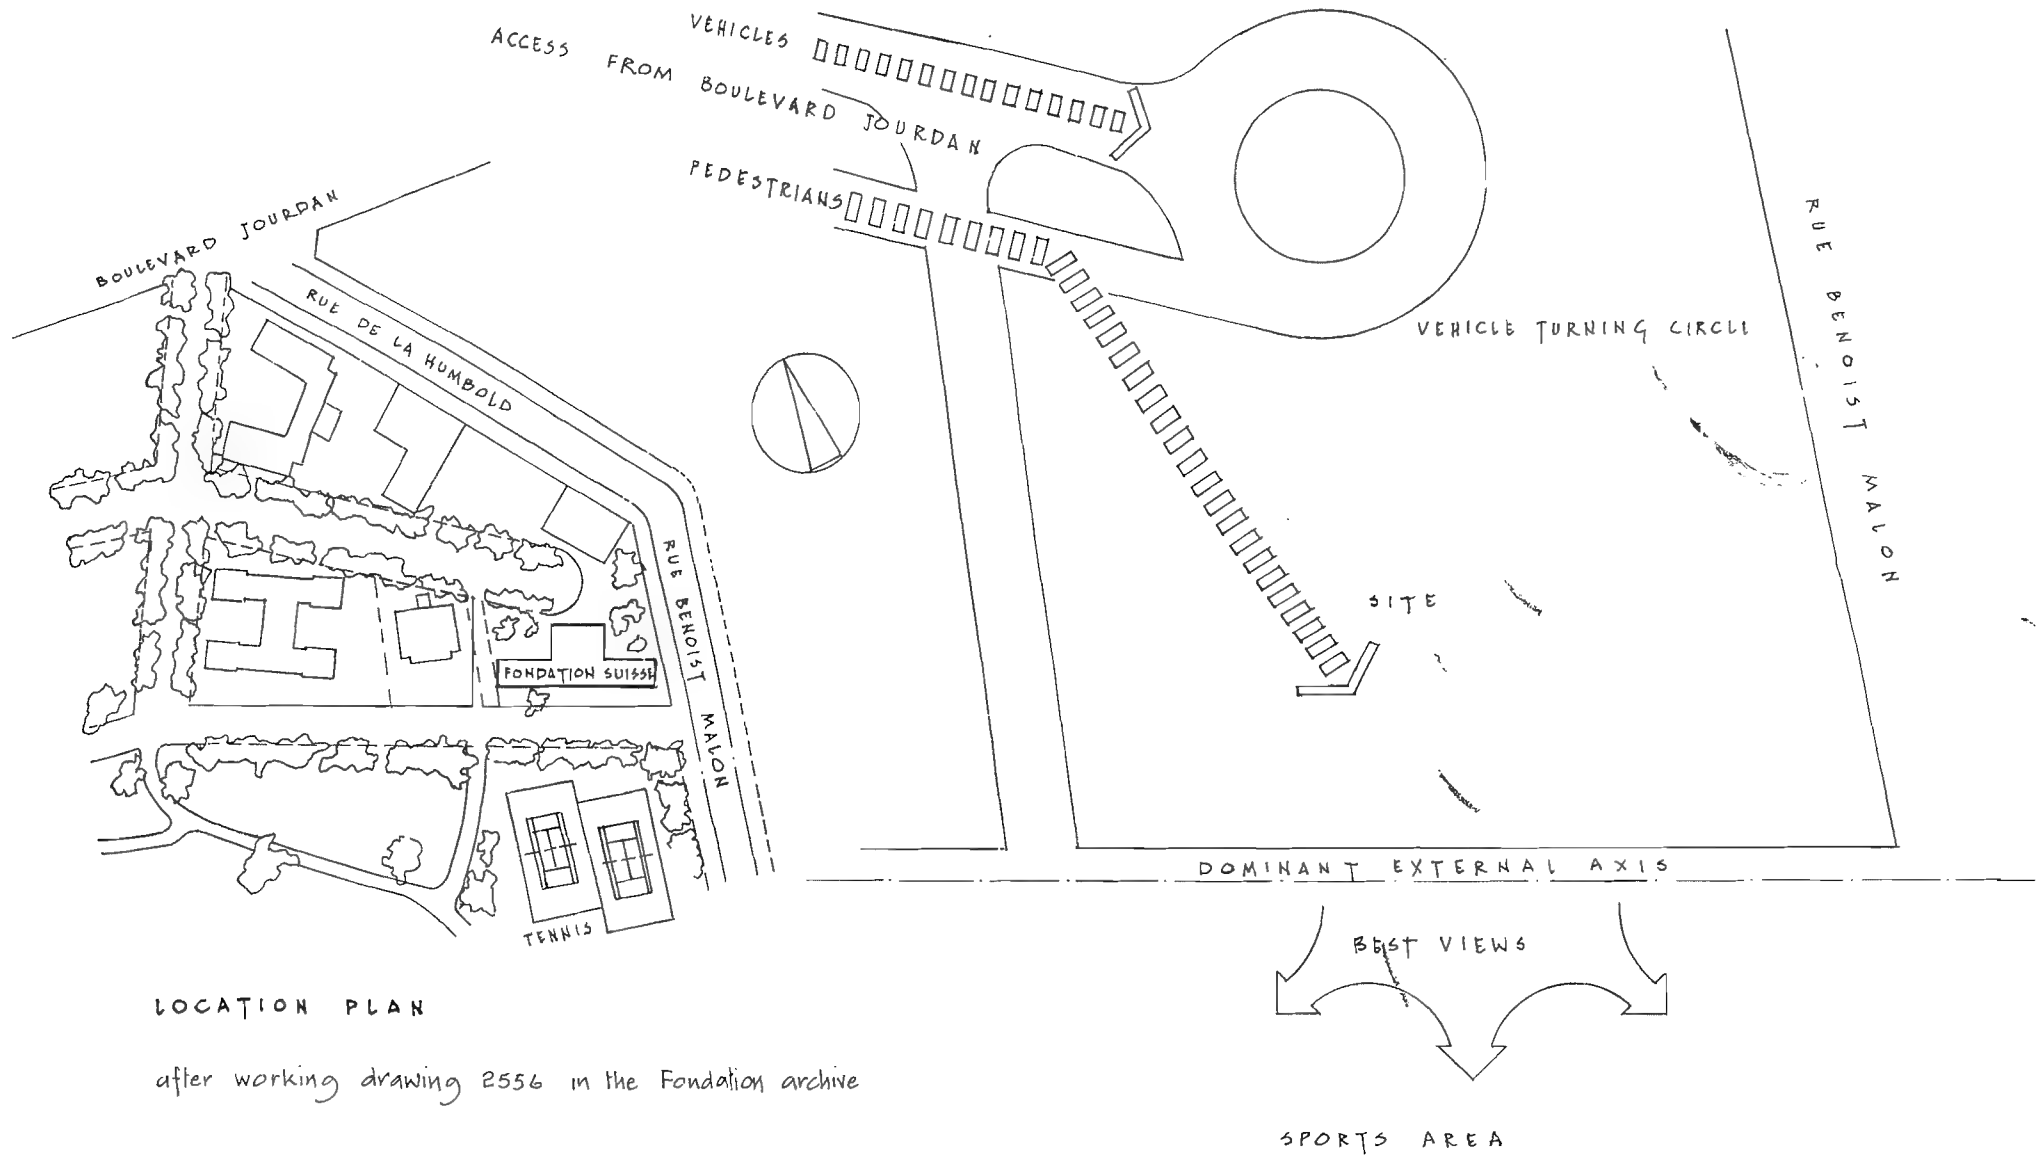 VEHICLES
ACCESS FROM BOULEVARD JOURDAN
PEDESTRIANS
BOULEVARD JOURDAN
RUE DE LA HUMBOLD
RUE BENOIST MALON
FONDATION SUISSE
TENNIS
VEHICLE TURNING CIRCLE
RUE BENOIST MALON
SITE
DOMINANT EXTERNAL AXIS
BEST VIEWS
SPORTS AREA
LOCATION PLAN
after working drawing 2556 in the Fondation archive